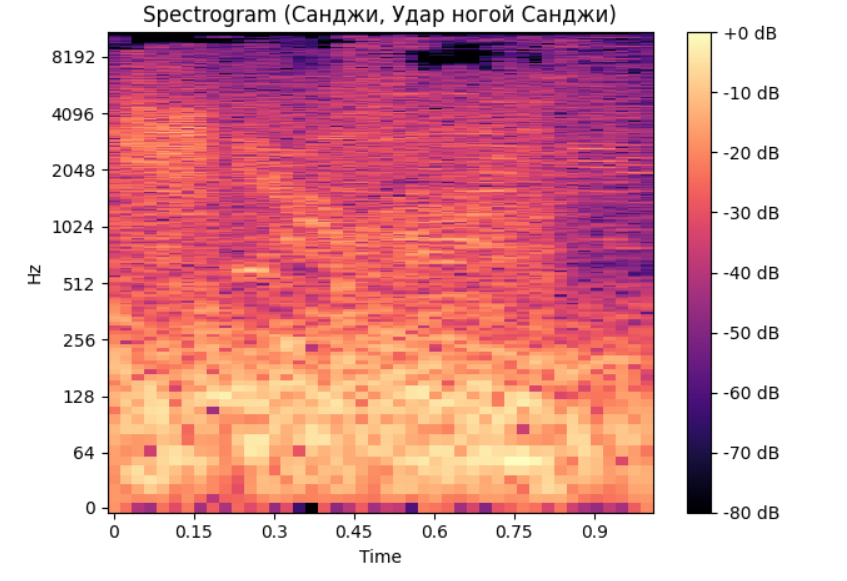 Spectrogram (Санджи, Удар ногой Санджи)
8192
4096
2048
1024
512
256
128
64
0
Hz
0 0.15 0.3 0.45 0.6 0.75 0.9
Time
+0 dB
-10 dB
-20 dB
-30 dB
-40 dB
-50 dB
-60 dB
-70 dB
-80 dB